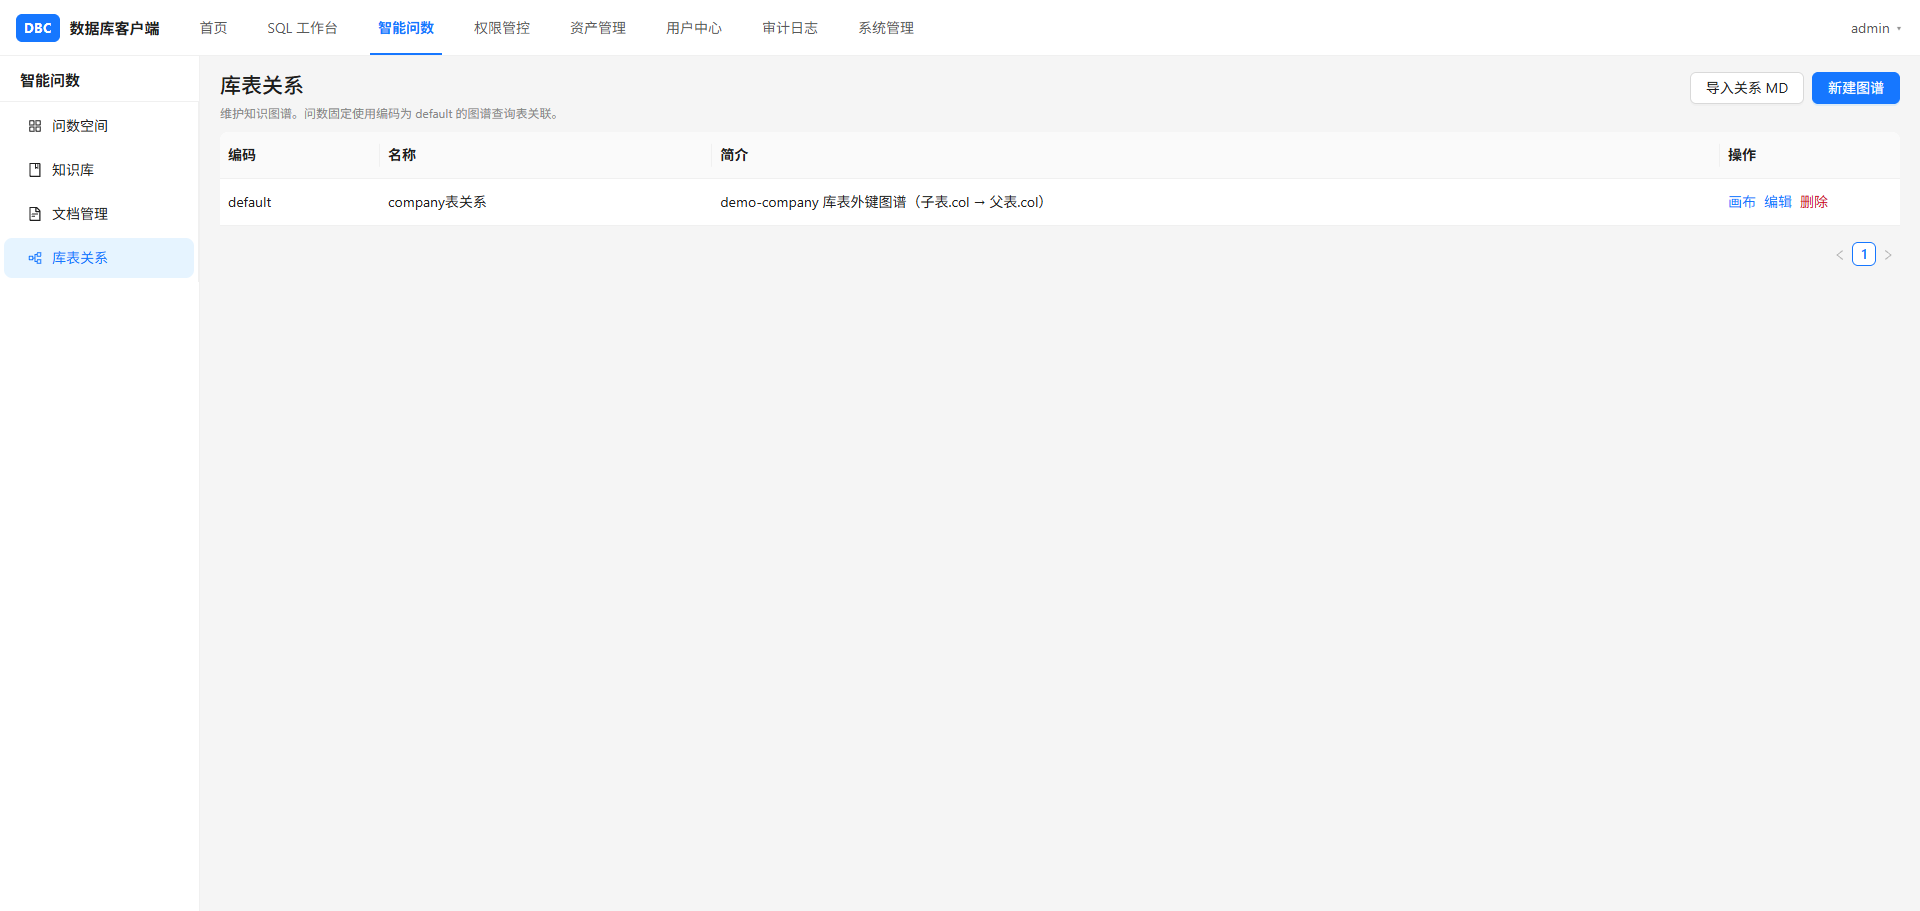 DBC 数据库客户端 首页 SQL 工作台 智能问数 权限管控 资产管理 用户中心 审计日志 系统管理 admin
智能问数
问数空间
知识库
文档管理
库表关系
库表关系
导入关系 MD 新建图谱
维护知识图谱。问数固定使用编码为 default 的图谱查询表关联。
编码 名称 简介 操作
default company表关系 demo-company 库表外键图谱（子表.col → 父表.col） 画布 编辑 删除
1